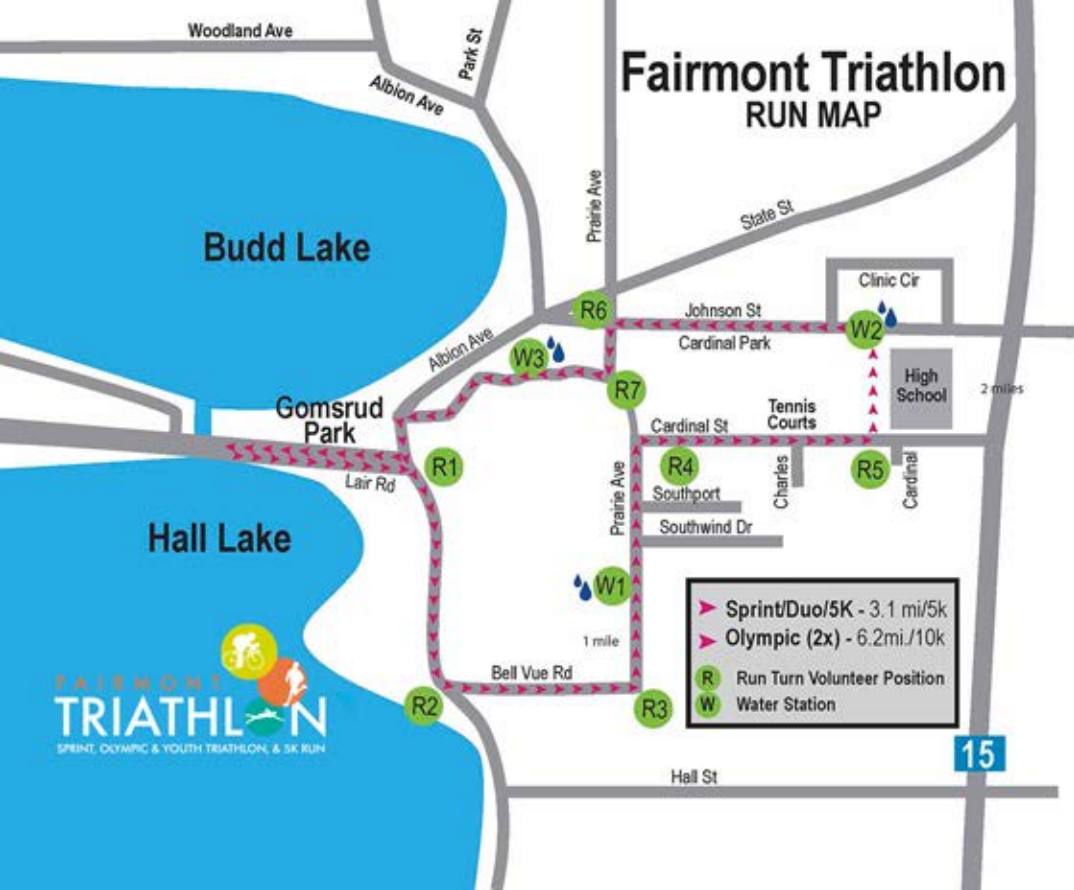 Woodland Ave
Park St
Albion Ave
Fairmont Triathlon
RUN MAP
Prairie Ave
State St
Budd Lake
Clinic Cir
R6
Johnson St
W2
Cardinal Park
Albion Ave
W3
High
School
2 miles
R7
Gomsrud
Park
Tennis
Courts
Cardinal St
R1
R4
R5
Lair Rd
Charles
Cardinal
Prairie Ave
Southport
Southwind Dr
Hall Lake
W1
1 mile
Sprint/Duo/5K - 3.1 mi/5k
Olympic (2x) - 6.2mi./10k
R Run Turn Volunteer Position
W Water Station
Bell Vue Rd
R2
R3
FAIRMONT
TRIATHLON
SPRINT, OLYMPIC & YOUTH TRIATHLON, & 5K RUN
15
Hall St